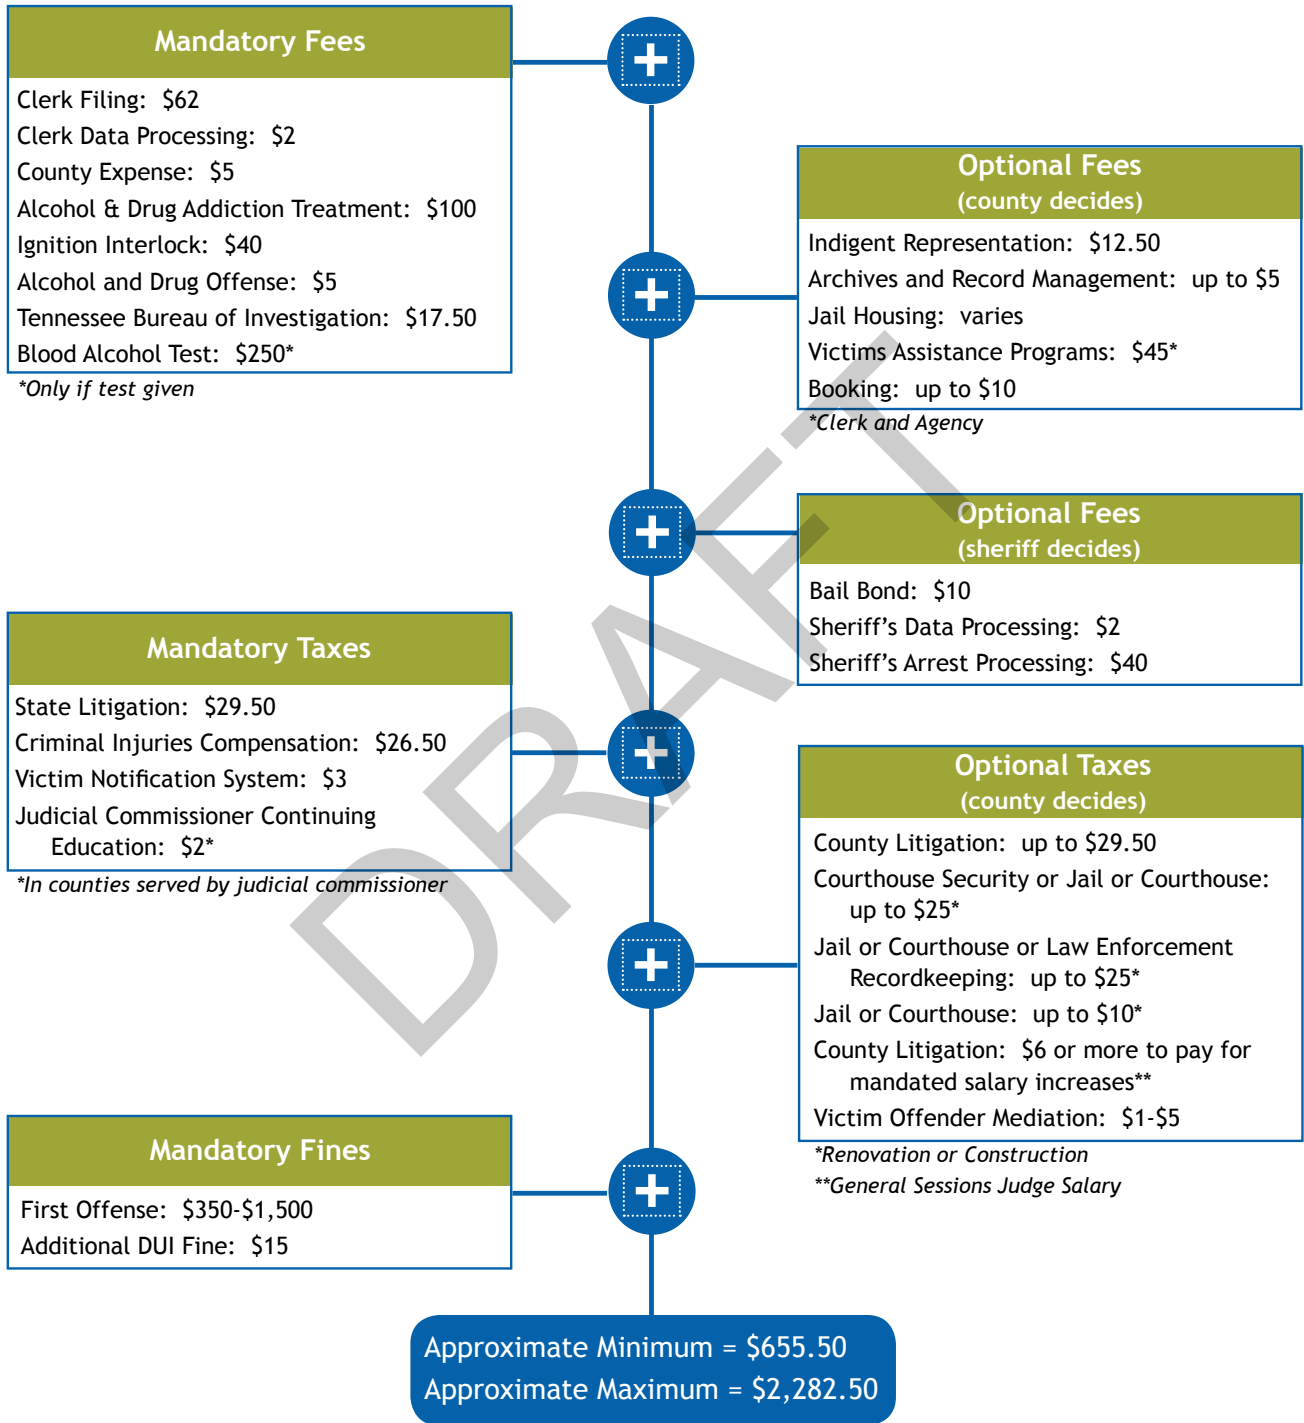 Mandatory Fees
Clerk Filing: $62
Clerk Data Processing: $2
County Expense: $5
Alcohol & Drug Addiction Treatment: $100
Ignition Interlock: $40
Alcohol and Drug Offense: $5
Tennessee Bureau of Investigation: $17.50
Blood Alcohol Test: $250*
*Only if test given
Optional Fees
(county decides)
Indigent Representation: $12.50
Archives and Record Management: up to $5
Jail Housing: varies
Victims Assistance Programs: $45*
Booking: up to $10
*Clerk and Agency
Optional Fees
(sheriff decides)
Bail Bond: $10
Sheriff's Data Processing: $2
Sheriff's Arrest Processing: $40
Mandatory Taxes
State Litigation: $29.50
Criminal Injuries Compensation: $26.50
Victim Notification System: $3
Judicial Commissioner Continuing
Education: $2*
*In counties served by judicial commissioner
Optional Taxes
(county decides)
County Litigation: up to $29.50
Courthouse Security or Jail or Courthouse:
up to $25*
Jail or Courthouse or Law Enforcement
Recordkeeping: up to $25*
Jail or Courthouse: up to $10*
County Litigation: $6 or more to pay for
mandated salary increases**
Victim Offender Mediation: $1-$5
*Renovation or Construction
**General Sessions Judge Salary
Mandatory Fines
First Offense: $350-$1,500
Additional DUI Fine: $15
Approximate Minimum = $655.50
Approximate Maximum = $2,282.50
DRAFT